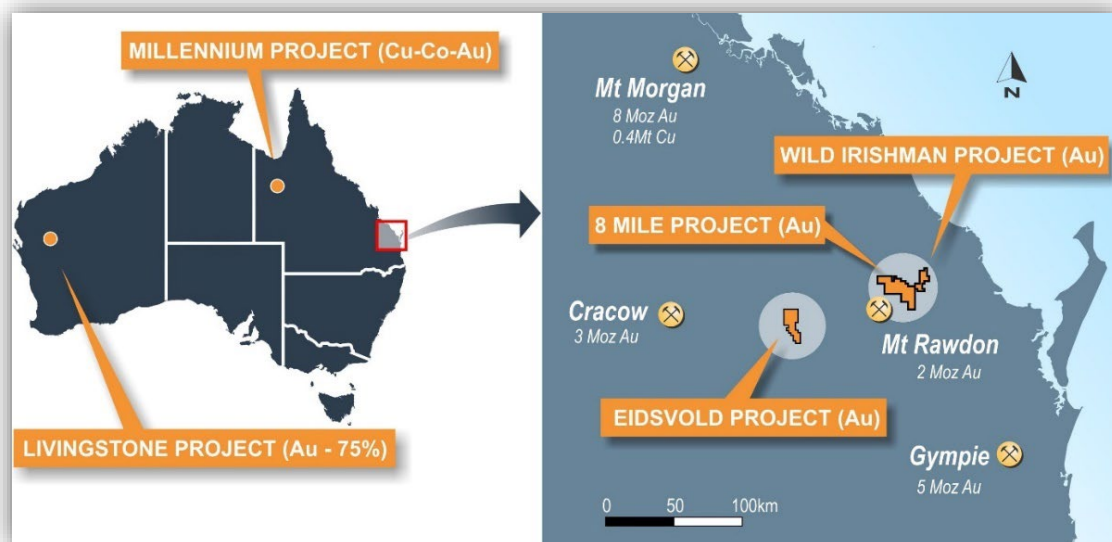 MILLENNIUM PROJECT (Cu-Co-Au)
LIVINGSTONE PROJECT (Au - 75%)
Mt Morgan
8 Moz Au
0.4Mt Cu
N
WILD IRISHMAN PROJECT (Au)
8 MILE PROJECT (Au)
Cracow
3 Moz Au
Mt Rawdon
2 Moz Au
EIDSVOLD PROJECT (Au)
Gympie
5 Moz Au
0 50 100km